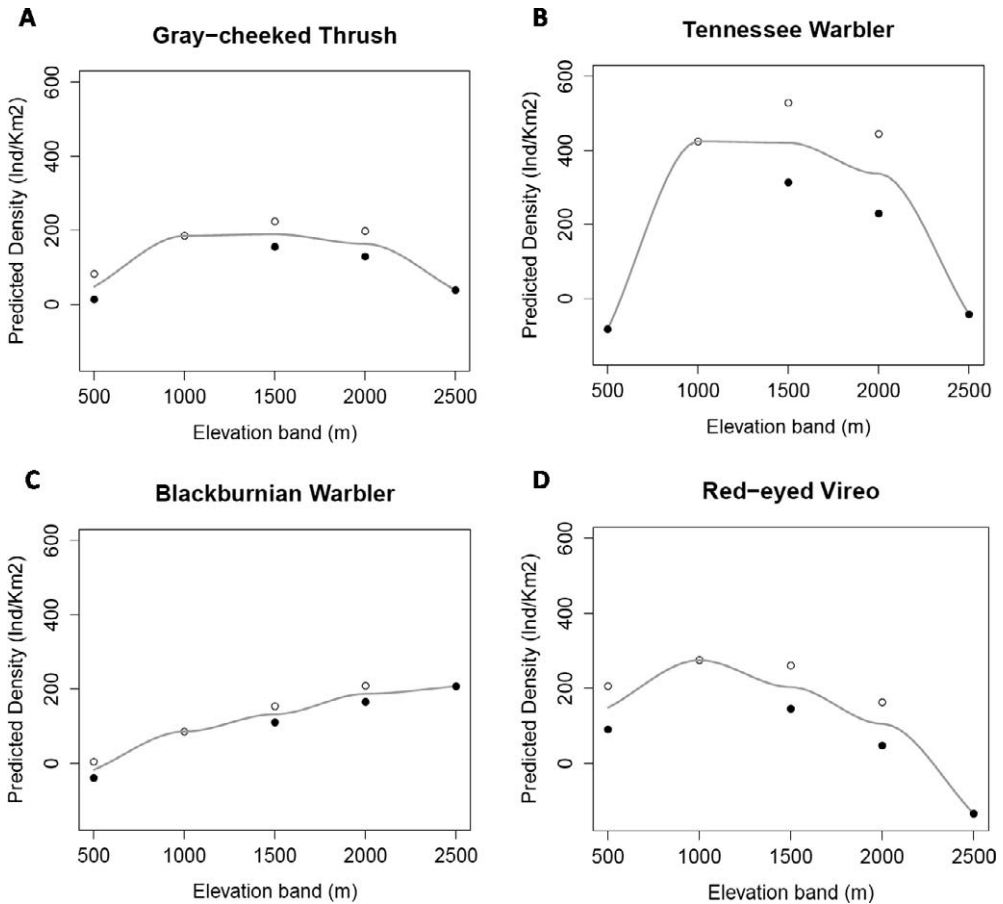 A
Gray−cheeked Thrush
Predicted Density (Ind/Km2)
600
400
200
0
500 1000 1500 2000 2500
Elevation band (m)
B
Tennessee Warbler
Predicted Density (Ind/Km2)
600
400
200
0
500 1000 1500 2000 2500
Elevation band (m)
C
Blackburnian Warbler
Predicted Density (Ind/Km2)
600
400
200
0
500 1000 1500 2000 2500
Elevation band (m)
D
Red−eyed Vireo
Predicted Density (Ind/Km2)
600
400
200
0
500 1000 1500 2000 2500
Elevation band (m)